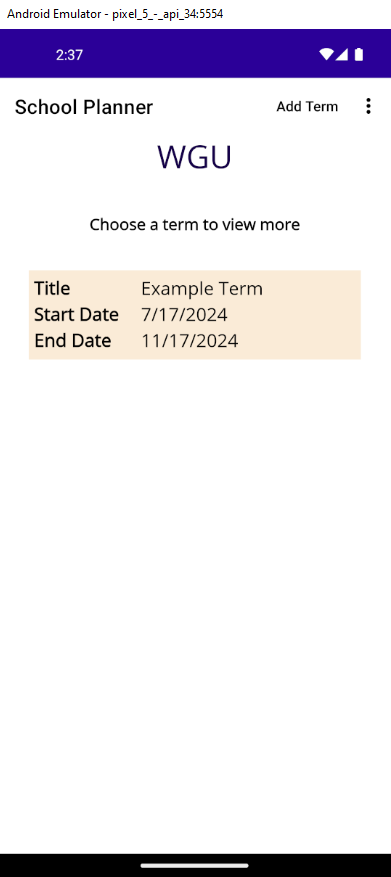 Android Emulator - pixel_5_-_api_34:5554
2:37
School Planner Add Term
WGU
Choose a term to view more
Title Example Term
Start Date 7/17/2024
End Date 11/17/2024